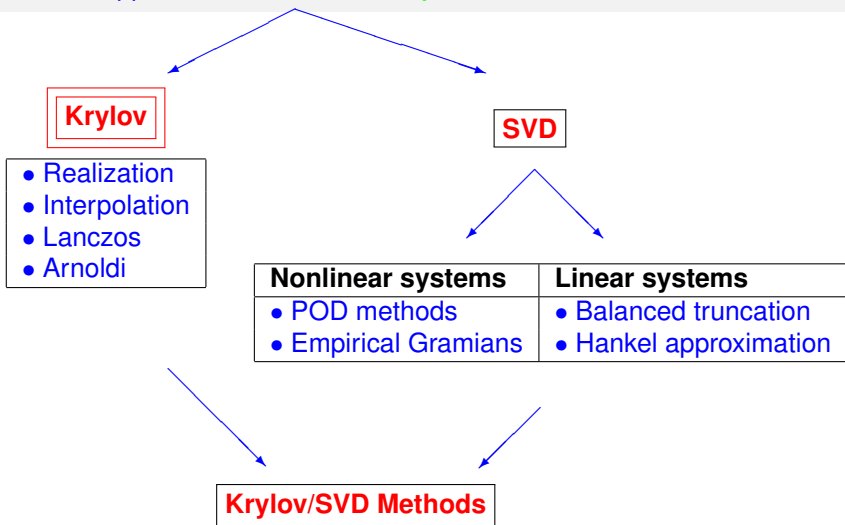 Krylov
SVD
• Realization
• Interpolation
• Lanczos
• Arnoldi
Nonlinear systems Linear systems
• POD methods • Balanced truncation
• Empirical Gramians • Hankel approximation
Krylov/SVD Methods